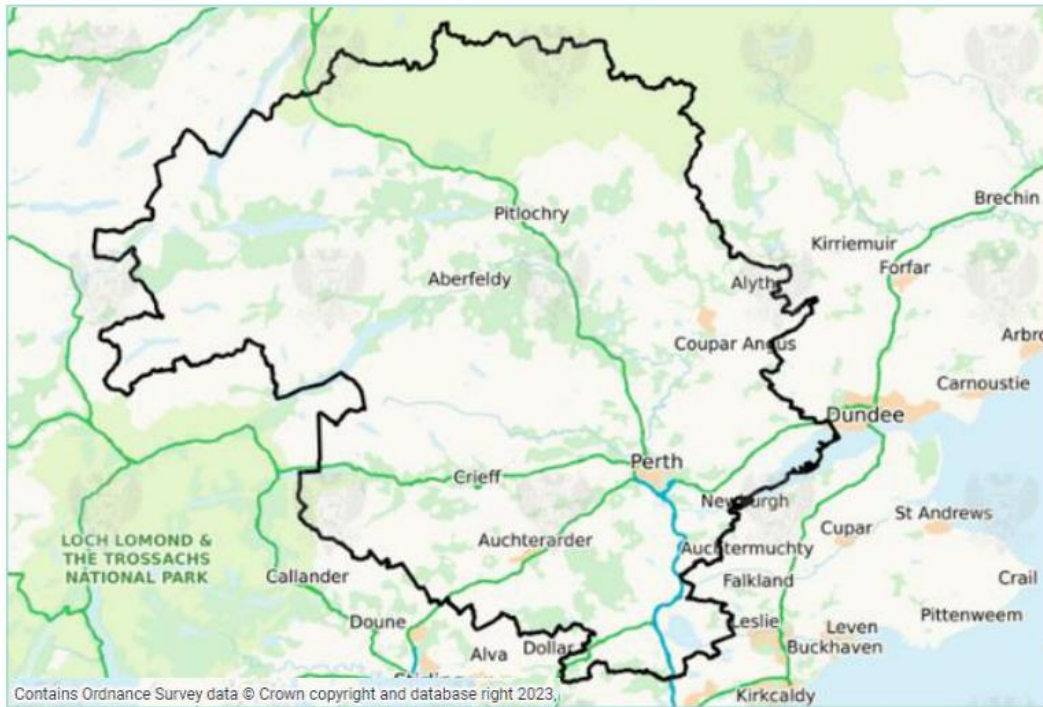 Pitlochry
Brechin
Kirriemuir
Forfar
Aberfeldy
Alyth
Coupar Angus
Arbro
Carnoustie
Dundee
Perth
Crieff
Newburgh
St Andrews
Cupar
Auchterarder
Auchtermuchty
LOCH LOMOND &
THE TROSSACHS
NATIONAL PARK
Callander
Falkland
Crail
Pittenweem
Doune
Leslie
Leven
Alva
Dollar
Buckhaven
Kirkcaldy
Contains Ordnance Survey data © Crown copyright and database right 2023,